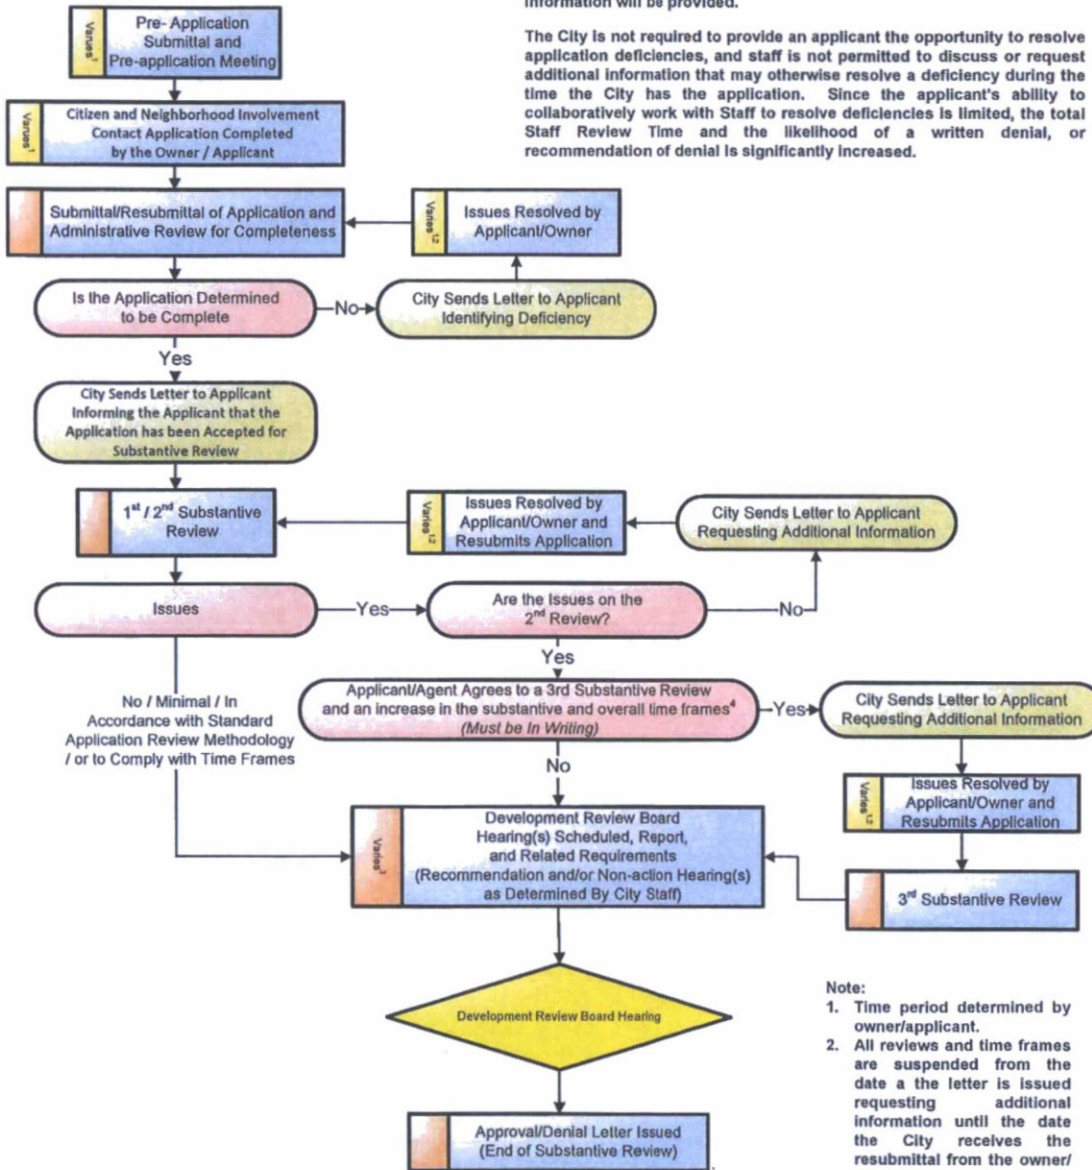 information will be provided.
The City is not required to provide an applicant the opportunity to resolve
application deficiencies, and staff is not permitted to discuss or request
additional information that may otherwise resolve a deficiency during the
time the City has the application. Since the applicant's ability to
collaboratively work with Staff to resolve deficiencies is limited, the total
Staff Review Time and the likelihood of a written denial, or
recommendation of denial is significantly increased.
Varues¹
Pre- Application
Submittal and
Pre-application Meeting
Varues¹
Citizen and Neighborhood Involvement
Contact Application Completed
by the Owner / Applicant
Submittal/Resubmittal of Application and
Administrative Review for Completeness
Varies¹,²
Issues Resolved by
Applicant/Owner
Is the Application Determined
to be Complete
No
City Sends Letter to Applicant
Identifying Deficiency
Yes
City Sends Letter to Applicant
Informing the Applicant that the
Application has been Accepted for
Substantive Review
1st / 2nd Substantive
Review
Varies¹,²
Issues Resolved by
Applicant/Owner and
Resubmits Application
City Sends Letter to Applicant
Requesting Additional Information
Issues
Yes
Are the Issues on the
2nd Review?
No
Yes
No / Minimal / In
Accordance with Standard
Application Review Methodology
/ or to Comply with Time Frames
Applicant/Agent Agrees to a 3rd Substantive Review
and an increase in the substantive and overall time frames⁴
(Must be In Writing)
Yes
City Sends Letter to Applicant
Requesting Additional Information
No
Varies¹,²
Issues Resolved by
Applicant/Owner and
Resubmits Application
Varies³
Development Review Board
Hearing(s) Scheduled, Report,
and Related Requirements
(Recommendation and/or Non-action Hearing(s)
as Determined By City Staff)
3rd Substantive Review
Development Review Board Hearing
Approval/Denial Letter Issued
(End of Substantive Review)
Note:
1. Time period determined by
owner/applicant.
2. All reviews and time frames
are suspended from the
date a the letter is issued
requesting additional
information until the date
the City receives the
resubmittal from the owner/